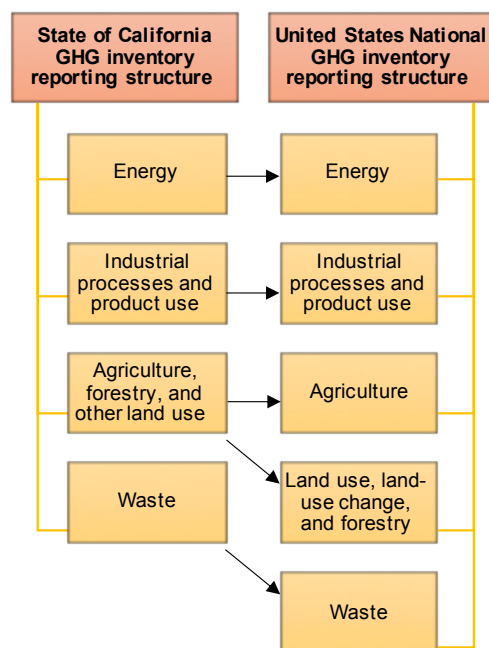 State of California
GHG inventory
reporting structure
United States National
GHG inventory
reporting structure
Energy
Energy
Industrial
processes and
product use
Industrial
processes and
product use
Agriculture,
forestry, and
other land use
Agriculture
Waste
Land use, land-
use change,
and forestry
Waste